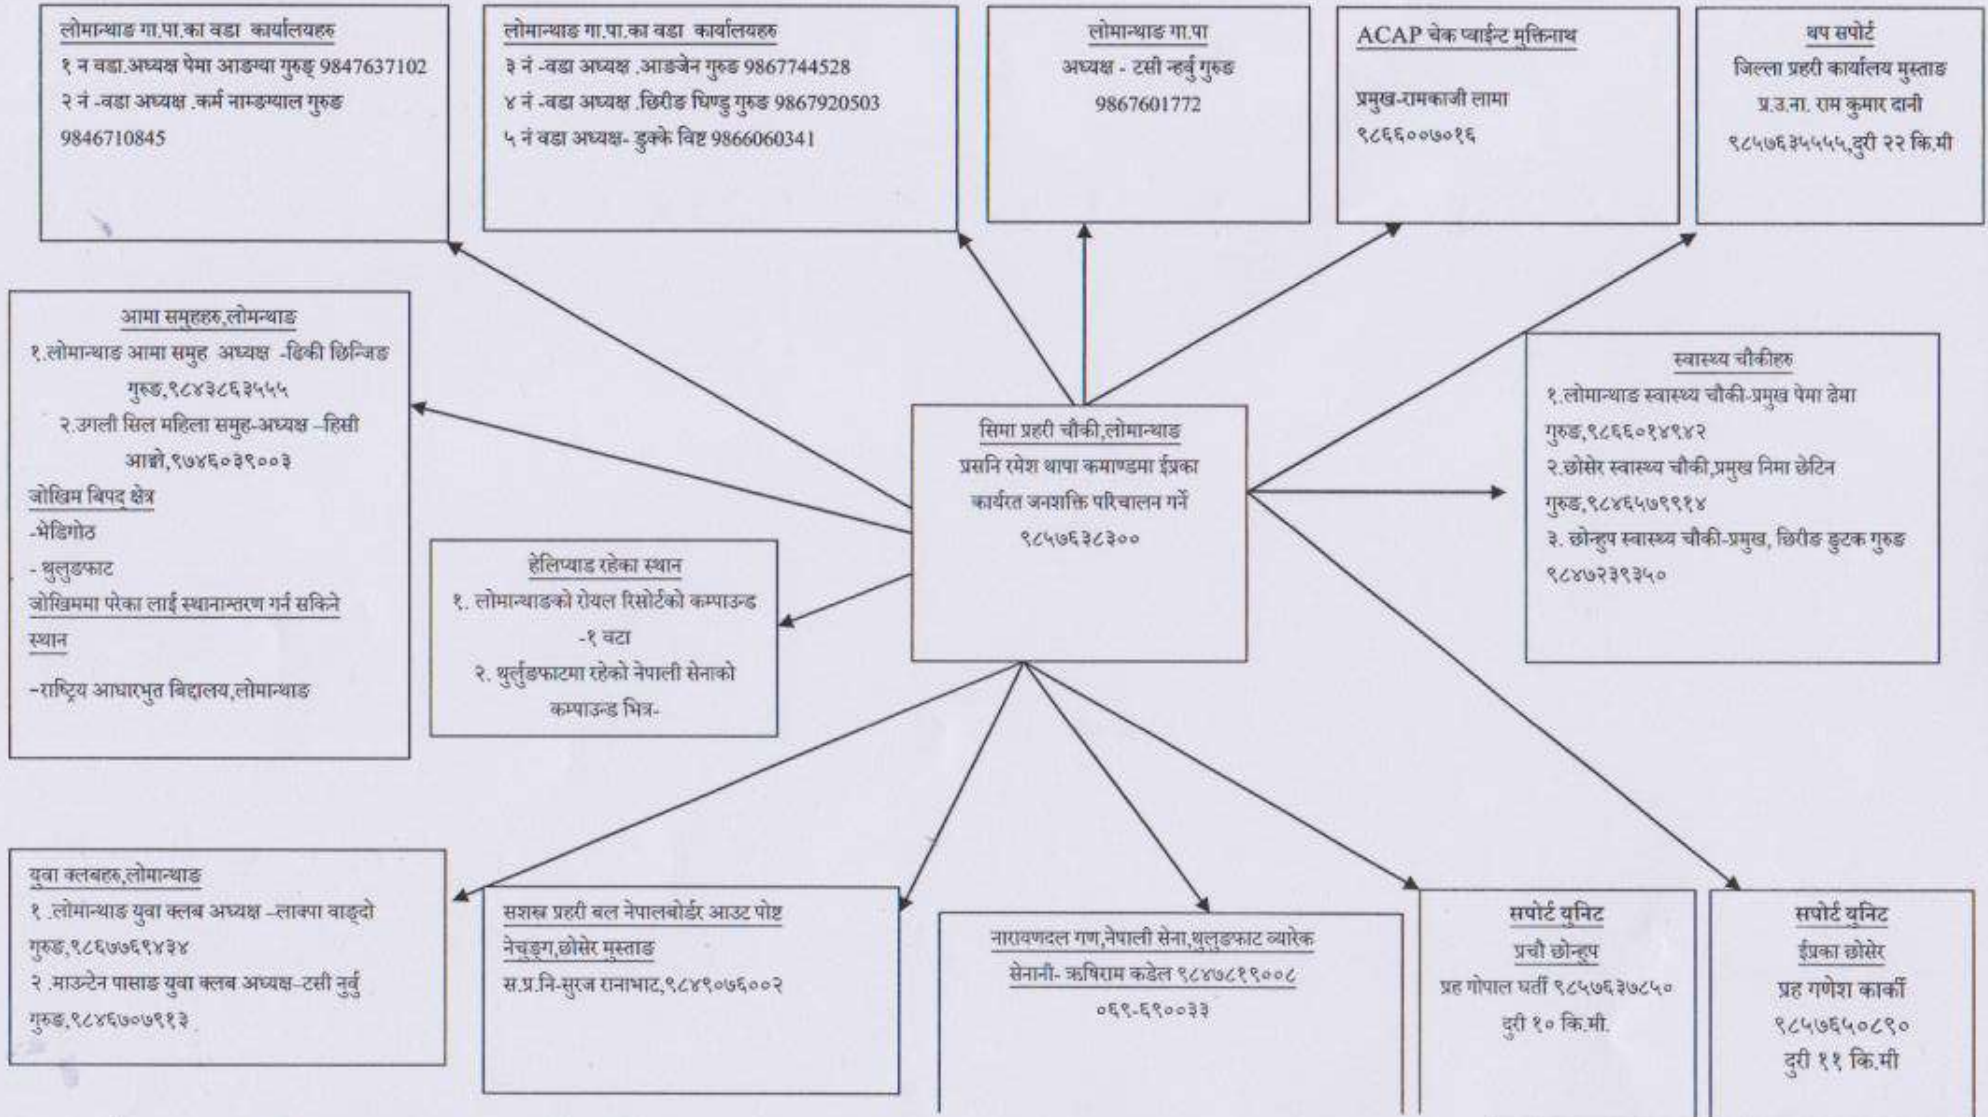 लोमान्थाङ गा.पा.का वडा कार्यालयहरु
१ न वडा.अध्यक्ष पेमा आङग्या गुरुङ् 9847637102
२ नं -वडा अध्यक्ष .कर्म नाम्ङग्याल गुरुङ
9846710845
लोमान्थाङ गा.पा.का वडा कार्यालयहरु
३ नं -वडा अध्यक्ष .आङजेन गुरुङ 9867744528
४ नं -वडा अध्यक्ष .छिरीङ घिण्डु गुरुङ 9867920503
५ नं वडा अध्यक्ष- डुक्के विष्ट 9866060341
लोमान्थाङ गा.पा
अध्यक्ष - टसी न्हर्वु गुरुङ
9867601772
ACAP चेक प्वाईन्ट मुक्तिनाथ
प्रमुख-रामकाजी लामा
९८६६००७०१६
थप सपोर्ट
जिल्ला प्रहरी कार्यालय मुस्ताङ
प्र.उ.ना. राम कुमार दानी
९८५७६३५५५५,दुरी २२ कि.मी
आमा समुहहरु,लोमन्थाङ
१.लोमान्थाङ आमा समुह अध्यक्ष -ढिकी छिन्जिङ
गुरुङ,९८४३८६३५५५
२.उगली सिल महिला समुह-अध्यक्ष –हिसी
९७४६०३९००३
जोखिम बिपद् क्षेत्र
-भेडिगोठ
- थुलुङफाट
जोखिममा परेका लाई स्थानान्तरण गर्न सकिने
स्थान
–राष्ट्रिय आधारभुत बिद्दालय,लोमान्थाङ
हेलिप्याड रहेका स्थान
१. लोमान्थाङको रोयल रिसोर्टको कम्पाउन्ड
-१ वटा
२. थुर्लुङफाटमा रहेको नेपाली सेनाको
कम्पाउन्ड भित्र-
सिमा प्रहरी चौकी,लोमान्थाङ
प्रसनि रमेश थापा कमाण्डमा ईप्रका
कार्यरत जनशक्ति परिचालन गर्ने
९८५७६३८३००
स्वास्थ्य चौकीहरु
१.लोमान्थाङ स्वास्थ्य चौकी-प्रमुख पेमा ढेमा
गुरुङ,९८६६०१४९४२
२.छोसेर स्वास्थ्य चौकी,प्रमुख निमा छेटिन
गुरुङ,९८४६५७९९१४
३. छोन्हुप स्वास्थ्य चौकी-प्रमुख, छिरीङ डुटक गुरुङ
९८४७२३९३५०
युवा क्लबहरु,लोमान्थाङ
१ .लोमान्थाङ युवा क्लब अध्यक्ष –लाक्पा वाङ्दो
गुरुङ,९८६७७६९४३४
२ .माउन्टेन पासाङ युवा क्लब अध्यक्ष–टसी नुर्वु
गुरुङ,९८४६७०७९१३
सशस्त्र प्रहरी बल नेपालबोर्डर आउट पोष्ट
नेचुङ्ग,छोसेर मुस्ताङ
स.प्र.नि-सुरज रानाभाट,९८४९०७६००२
नारायणदल गण,नेपाली सेना,थुलुङफाट व्यारेक
सेनानी- ऋषिराम कडेल ९८४७८१९००८
०६९-६९००३३
सपोर्ट युनिट
प्रचौ छोन्हुप
प्रह गोपाल घर्ती ९८५७६३७८५०
दुरी १० कि.मी.
सपोर्ट युनिट
ईप्रका छोसेर
प्रह गणेश कार्की
९८५७६५०८९०
दुरी ११ कि.मी